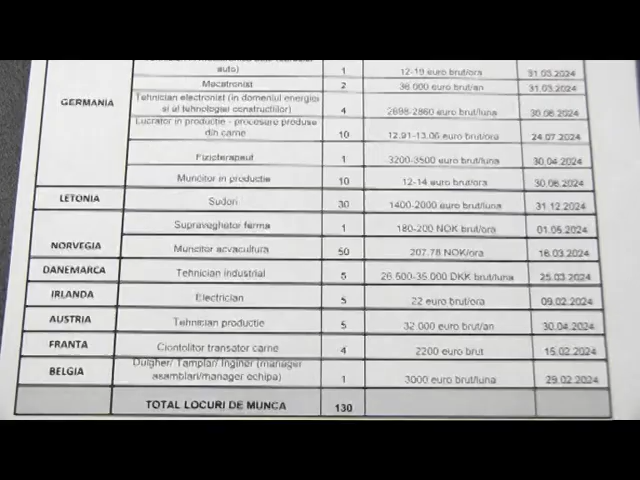 auto) 1 12-19 euro brut/ora 31.03.2024
Mecatronist 2 36 000 euro brut/an 31.03.2024
GERMANIA
Tehnician electronist (in domeniul energiei
si al tehnologiei constructiilor) 4 2698-2860 euro brut/luna 30.06.2024
Lucrator in productie - procesare produse
din carne 10 12.91-13.06 euro brut/ora 24.07.2024
Fizioterapeut 1 3200-3500 euro brut/luna 30.04.2024
Muncitor in productie 10 12-14 euro brut/ora 30.06.2024
LETONIA Sudori 30 1400-2000 euro brut/luna 31.12.2024
Supraveghetor ferma 1 180-200 NOK brut/ora 01.05.2024
NORVEGIA Muncitor acvacultura 50 207.78 NOK/ora 16.03.2024
DANEMARCA Tehnician industrial 5 26.500-35.000 DKK brut/luna 25.03.2024
IRLANDA Electrician 5 22 euro brut/ora 09.02.2024
AUSTRIA Tehnician productie 5 32.000 euro brut/an 30.04.2024
FRANTA Ciontolitor transator carne 4 2200 euro brut 15.02.2024
BELGIA
Dulgher/ Tamplar/ Inginer (manager
asamblari/manager echipa) 1 3000 euro brut/luna 29.02.2024
TOTAL LOCURI DE MUNCA 130